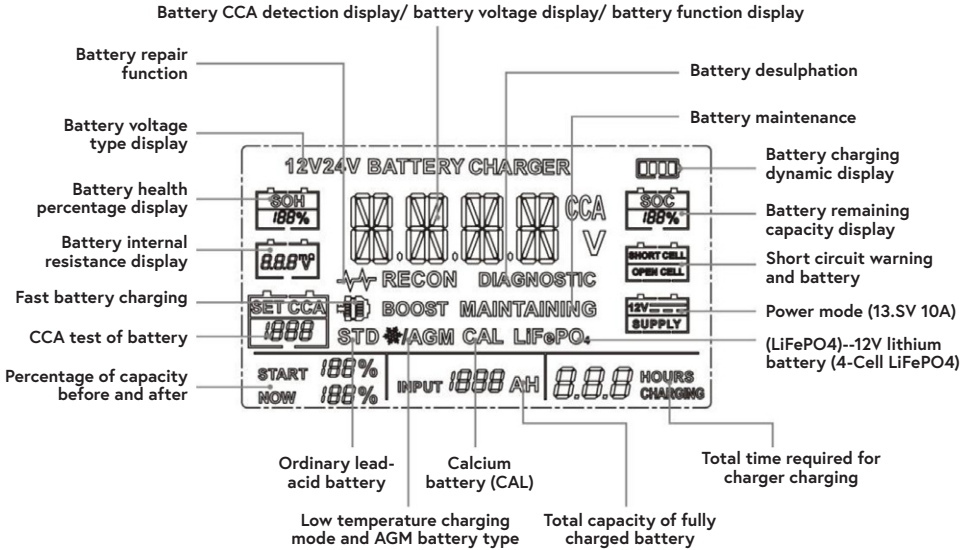 Battery CCA detection display/ battery voltage display/ battery function display
Battery repair
function
Battery desulphation
Battery voltage
type display
Battery maintenance
12V24V BATTERY CHARGER
Battery charging
dynamic display
Battery health
percentage display
SOH
188%
CCA
V
SOC
188%
Battery remaining
capacity display
Battery internal
resistance display
8.8.8 mΩ V
8.8.8.8
SHORT CELL
OPEN CELL
Short circuit warning
and battery
RECON DIAGNOSTIC
Fast battery charging
SET CCA
1888
BOOST MAINTAINING
12V
SUPPLY
Power mode (13.SV 10A)
CCA test of battery
STD /AGM CAL LiFePO4
(LiFePO4)--12V lithium
battery (4-Cell LiFePO4)
Percentage of capacity
before and after
START 188%
NOW 188%
INPUT 1888 AH
8.8.8 HOURS
CHARGING
Ordinary lead-
acid battery
Calcium
battery (CAL)
Total time required for
charger charging
Low temperature charging
mode and AGM battery type
Total capacity of fully
charged battery